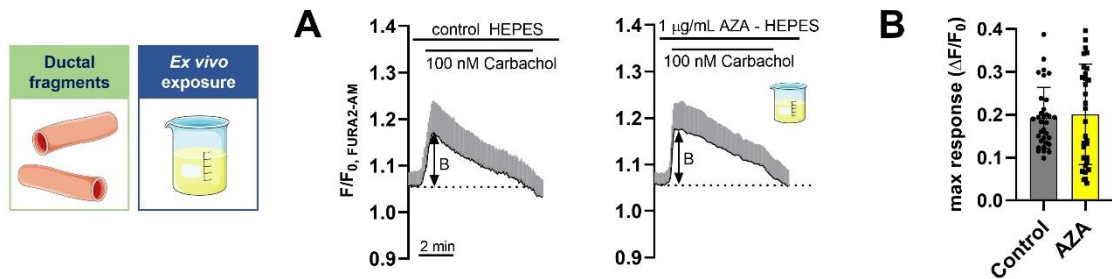 Ductal
fragments
Ex vivo
exposure
A
F/F0, FURA2-AM
1.4
1.3
1.2
1.1
1.0
0.9
control HEPES
100 nM Carbachol
B
2 min
1.4
1.3
1.2
1.1
1.0
0.9
1 µg/mL AZA - HEPES
100 nM Carbachol
B
B
max response (ΔF/F0)
0.4
0.3
0.2
0.1
0.0
Control
AZA